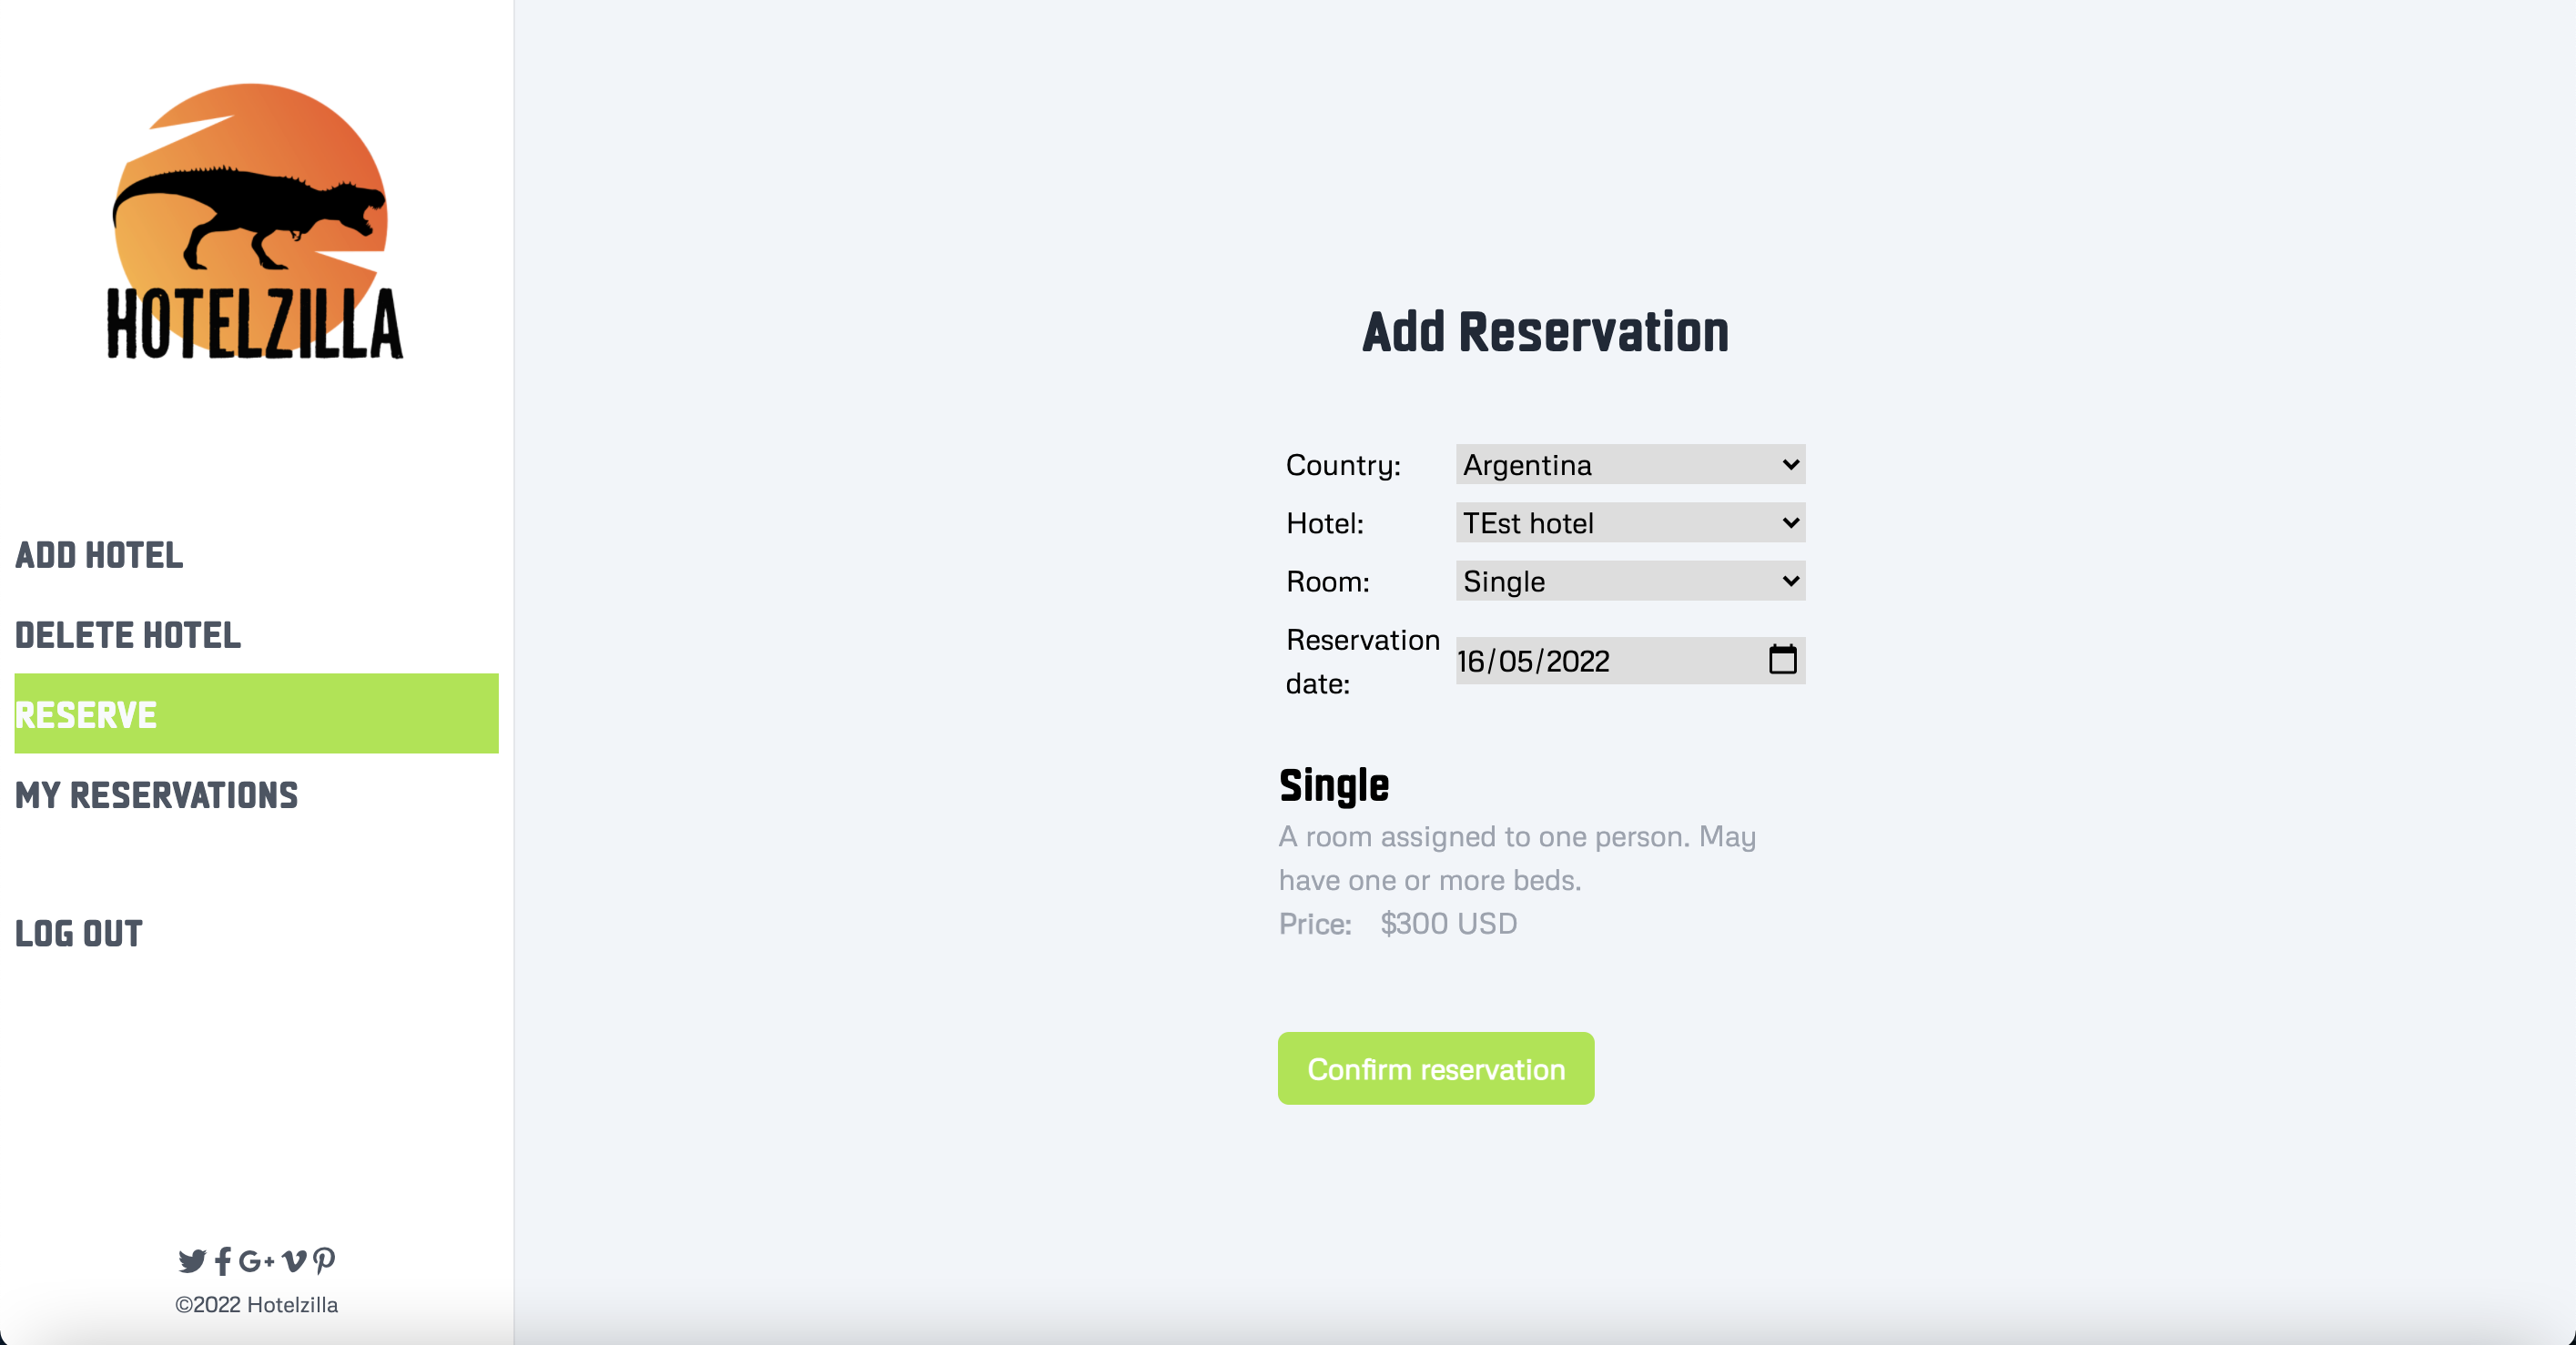 HOTELZILLA
ADD HOTEL
DELETE HOTEL
RESERVE
MY RESERVATIONS
LOG OUT
©2022 Hotelzilla
Add Reservation
Country: Argentina
Hotel: TEst hotel
Room: Single
Reservation
date: 16/05/2022
Single
A room assigned to one person. May
have one or more beds.
Price: $300 USD
Confirm reservation